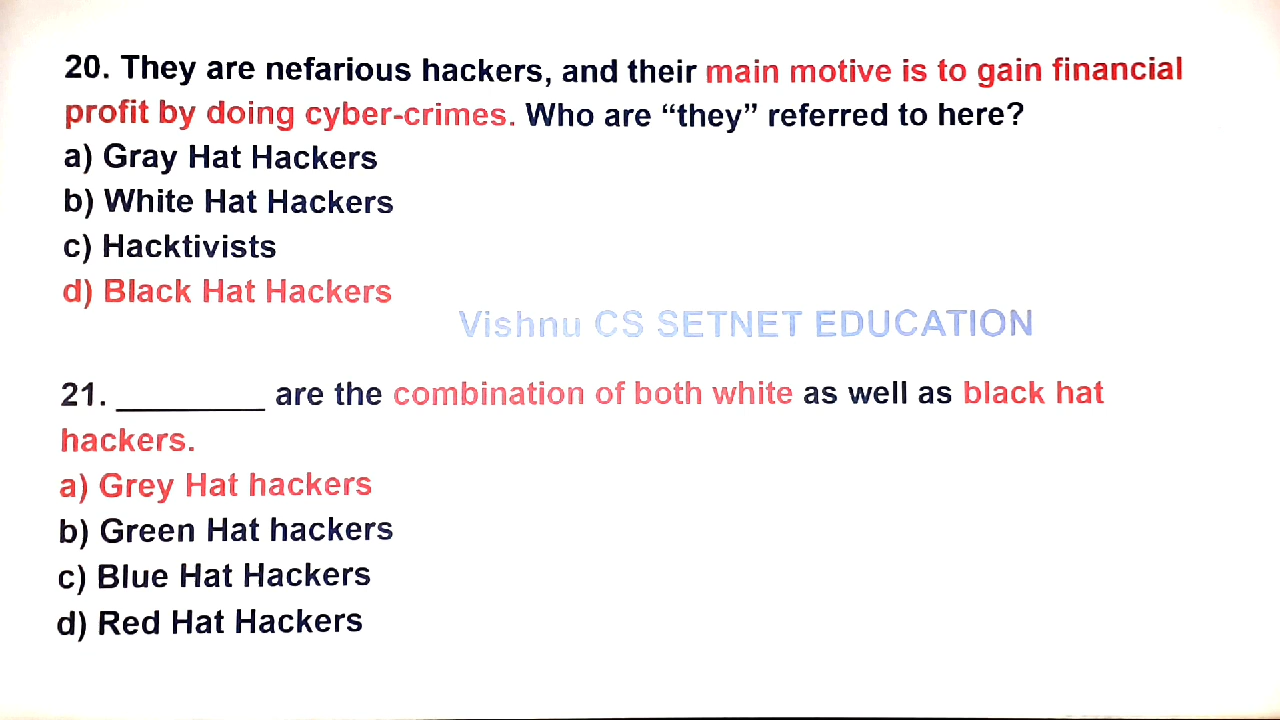 20. They are nefarious hackers, and their main motive is to gain financial
profit by doing cyber-crimes. Who are “they” referred to here?
a) Gray Hat Hackers
b) White Hat Hackers
c) Hacktivists
d) Black Hat Hackers
Vishnu CS SETNET EDUCATION
21. ________ are the combination of both white as well as black hat
hackers.
a) Grey Hat hackers
b) Green Hat hackers
c) Blue Hat Hackers
d) Red Hat Hackers